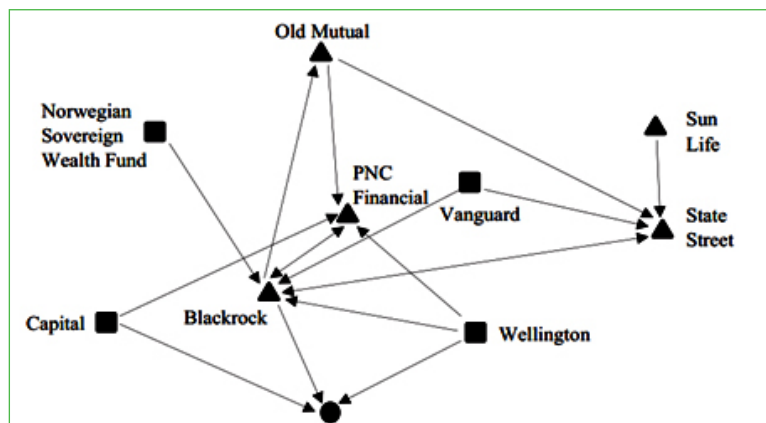 Old Mutual
Norwegian
Sovereign
Wealth Fund
Sun
Life
PNC
Financial
Vanguard
State
Street
Capital
Blackrock
Wellington